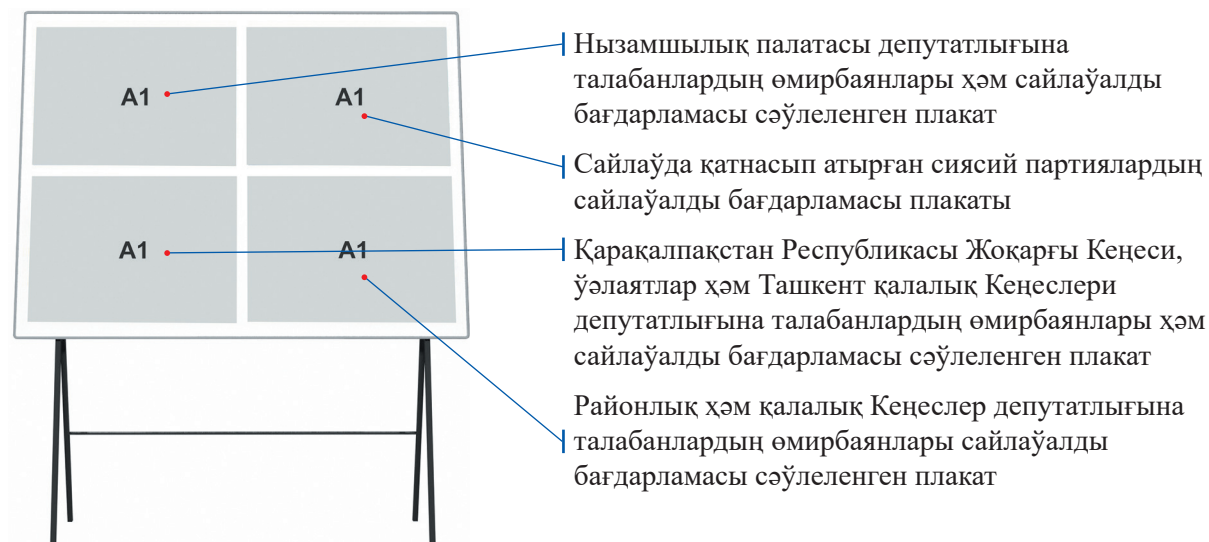 A1
A1
A1
A1
Нызамшылық палатасы депутатлығына
талабанлардың өмирбаянлары ҳәм сайлаўалды
бағдарламасы сәўлеленген плакат
Сайлаўда қатнасып атырған сиясий партиялардың
сайлаўалды бағдарламасы плакаты
Қарақалпақстан Республикасы Жоқарғы Кеңеси,
ўәлаятлар ҳәм Ташкент қалалық Кеңеслери
депутатлығына талабанлардың өмирбаянлары ҳәм
сайлаўалды бағдарламасы сәўлеленген плакат
Районлық ҳәм қалалық Кеңеслер депутатлығына
талабанлардың өмирбаянлары сайлаўалды
бағдарламасы сәўлеленген плакат